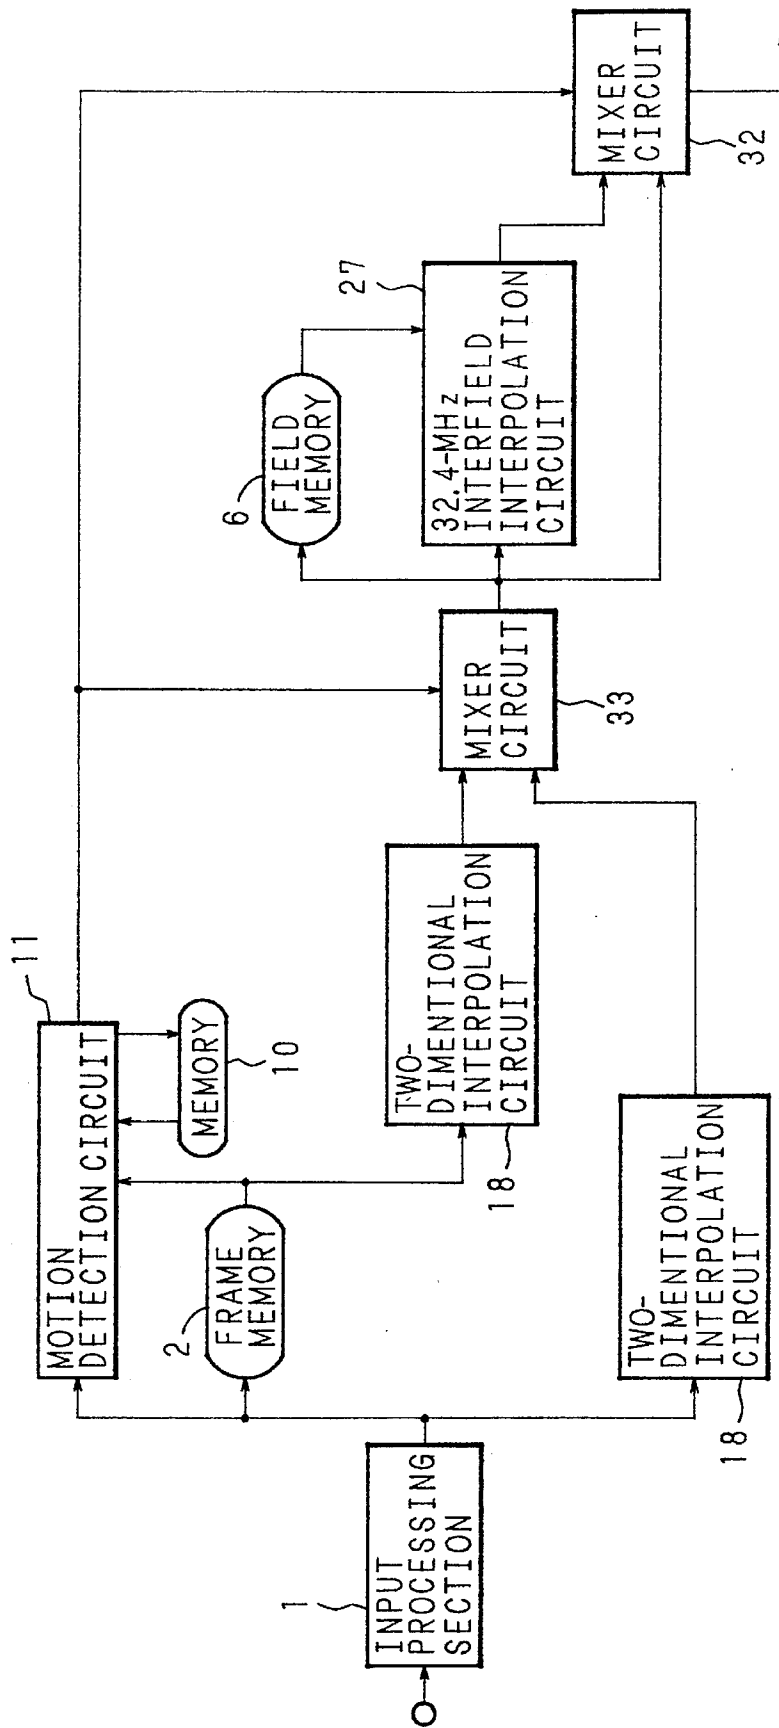 1
INPUT
PROCESSING
SECTION
MOTION
DETECTION CIRCUIT
11
2
FRAME
MEMORY
MEMORY
10
TWO-
DIMENTIONAL
INTERPOLATION
CIRCUIT
18
TWO-
DIMENTIONAL
INTERPOLATION
CIRCUIT
18
MIXER
CIRCUIT
33
6
FIELD
MEMORY
27
32.4-MHz
INTERFIELD
INTERPOLATION
CIRCUIT
MIXER
CIRCUIT
32